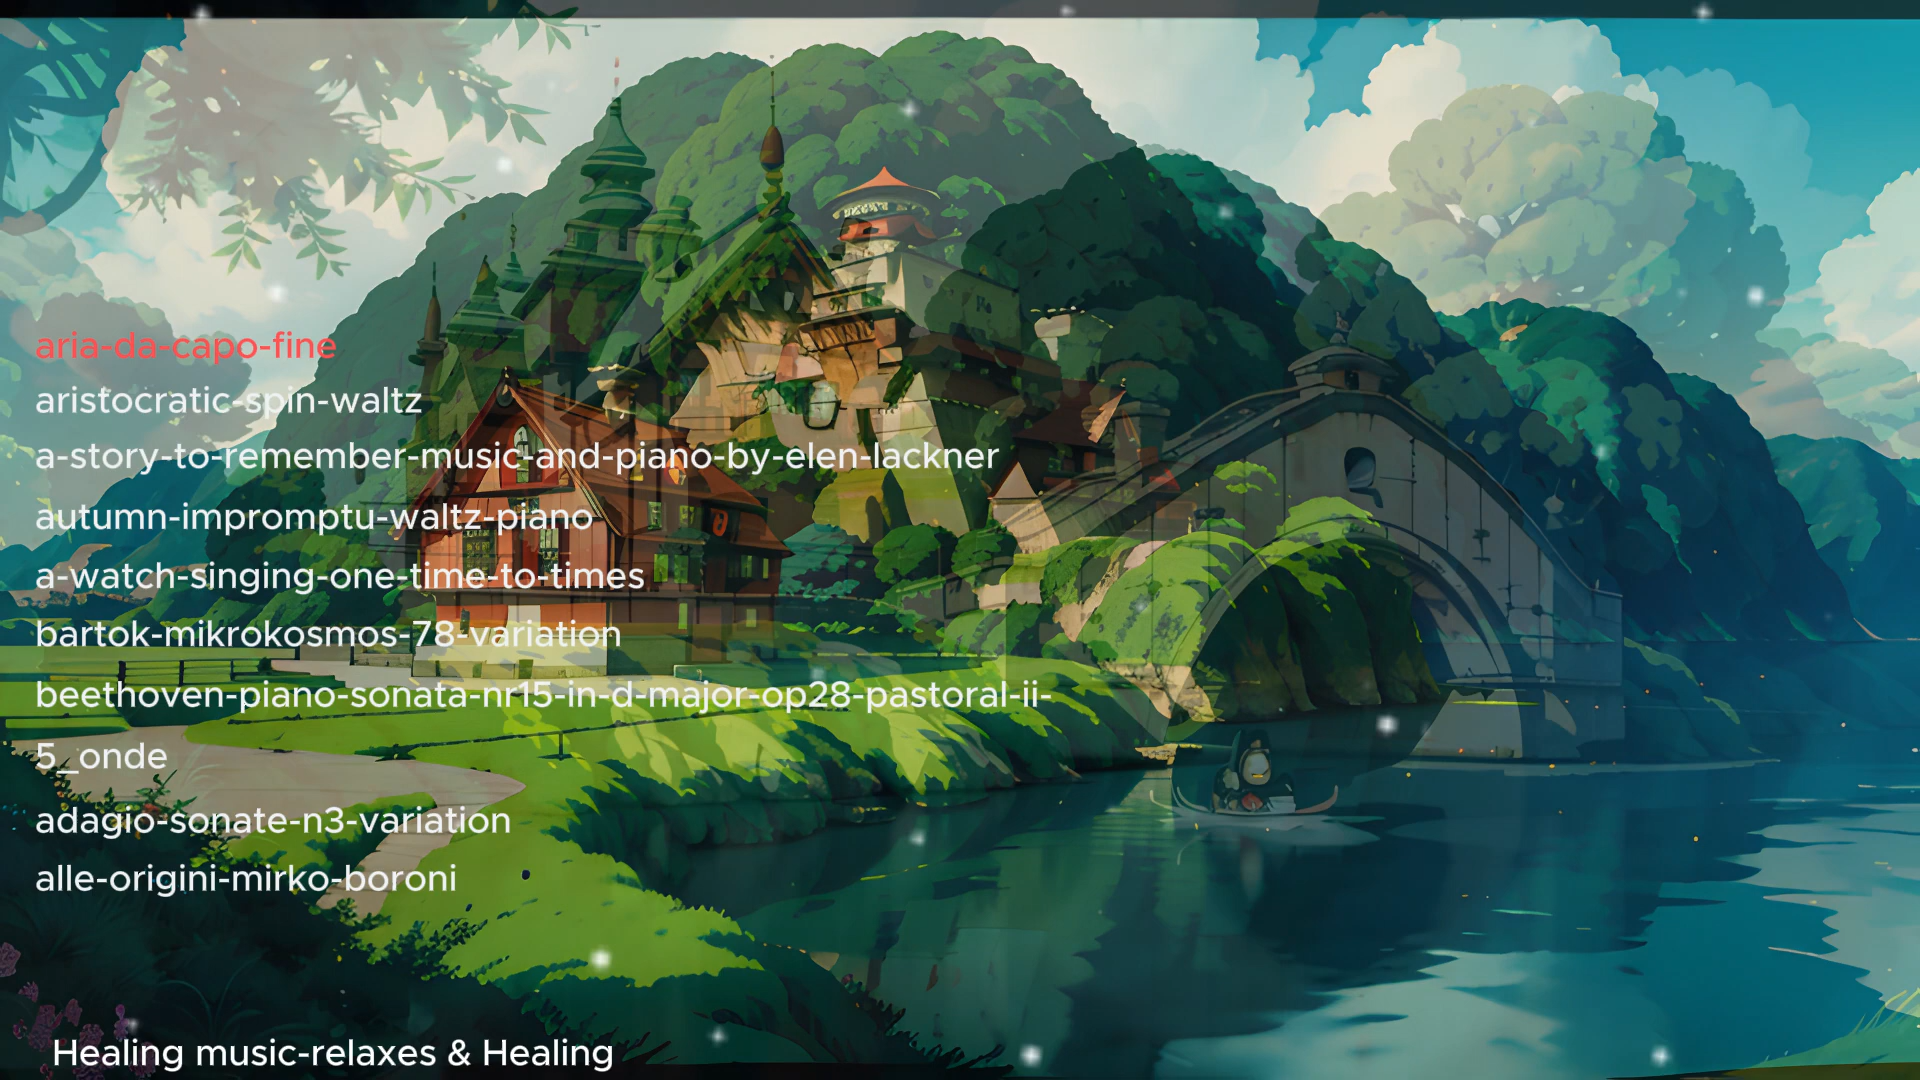 aria-da-capo-fine
aristocratic-spin-waltz
a-story-to-remember-music-and-piano-by-elen-lackner
autumn-impromptu-waltz-piano
a-watch-singing-one-time-to-times
bartok-mikrokosmos-78-variation
beethoven-piano-sonata-nr15-in-d-major-op28-pastoral-ii-
5_onde
adagio-sonate-n3-variation
alle-origini-mirko-boroni
Healing music-relaxes & Healing